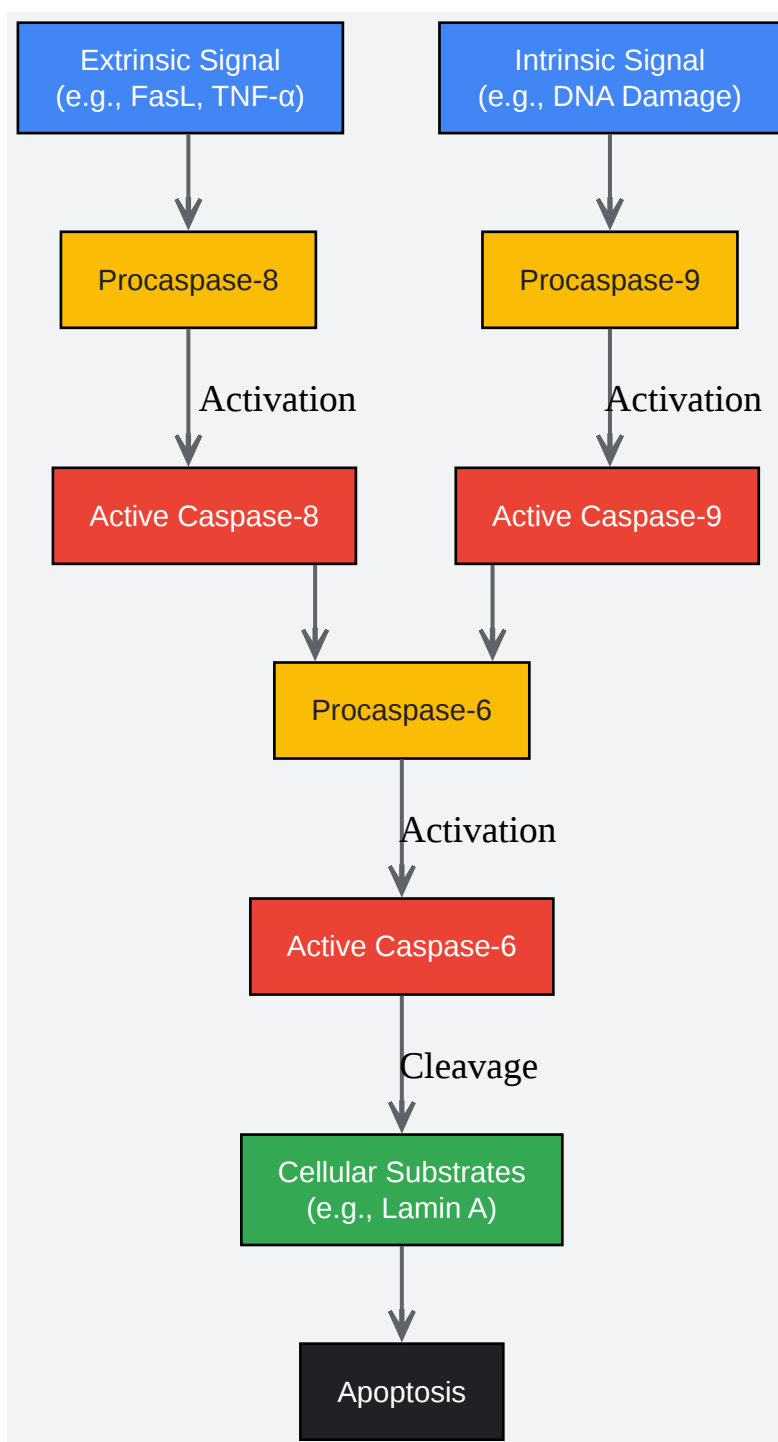 Extrinsic Signal
(e.g., FasL, TNF-α)
Intrinsic Signal
(e.g., DNA Damage)
Procaspase-8
Procaspase-9
Activation
Activation
Active Caspase-8
Active Caspase-9
Procaspase-6
Activation
Active Caspase-6
Cleavage
Cellular Substrates
(e.g., Lamin A)
Apoptosis